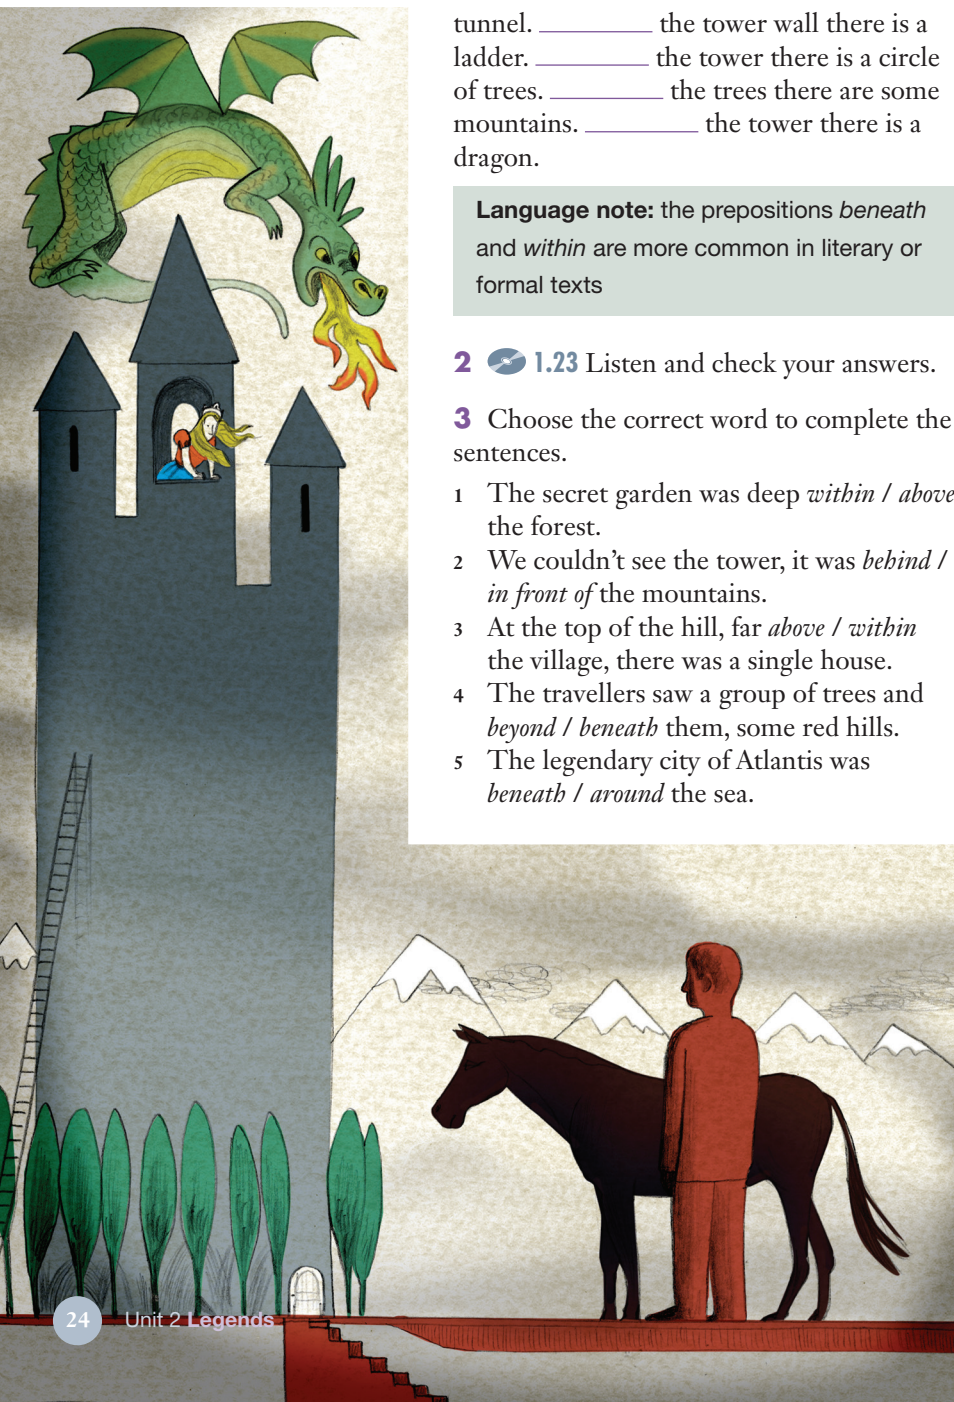 tunnel. ________ the tower wall there is a
ladder. ________ the tower there is a circle
of trees. ________ the trees there are some
mountains. ________ the tower there is a
dragon.
Language note: the prepositions beneath
and within are more common in literary or
formal texts
2 1.23 Listen and check your answers.
3 Choose the correct word to complete the
sentences.
1 The secret garden was deep within / above
the forest.
2 We couldn't see the tower, it was behind /
in front of the mountains.
3 At the top of the hill, far above / within
the village, there was a single house.
4 The travellers saw a group of trees and
beyond / beneath them, some red hills.
5 The legendary city of Atlantis was
beneath / around the sea.
24 Unit 2 Legends